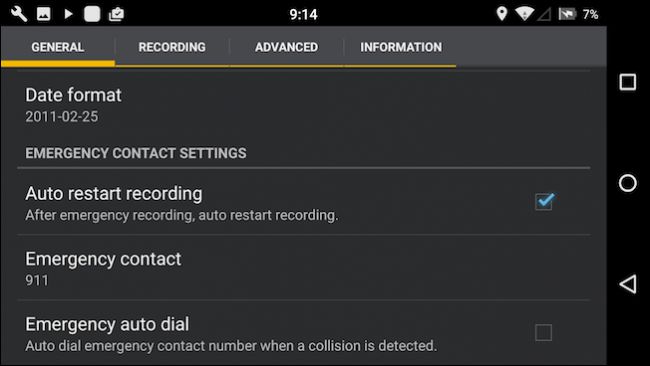 9:14
7%
GENERAL RECORDING ADVANCED INFORMATION
Date format
2011-02-25
EMERGENCY CONTACT SETTINGS
Auto restart recording
After emergency recording, auto restart recording.
Emergency contact
911
Emergency auto dial
Auto dial emergency contact number when a collision is detected.